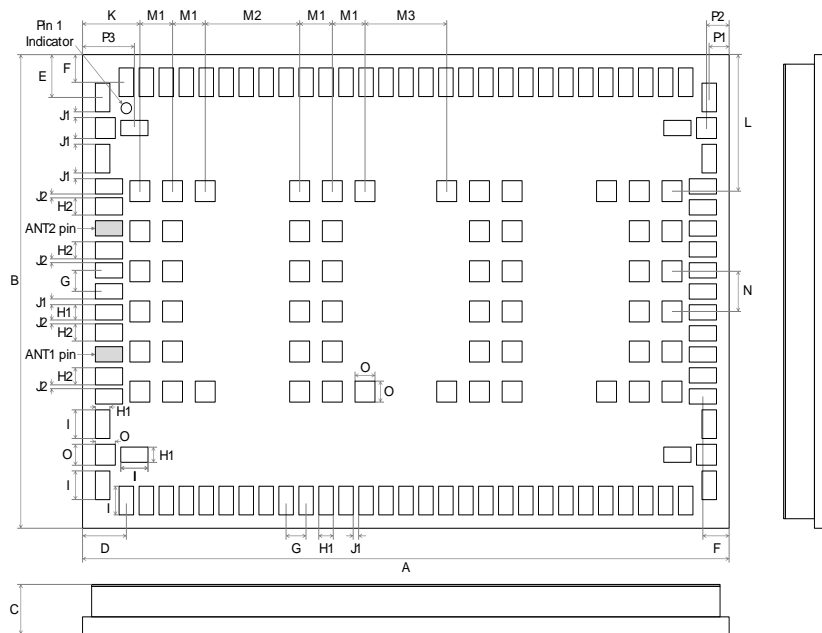 Pin 1
Indicator
K M1 M1 M2 M1 M1 M3 P2
P3 P1
F
E
L
J1
J1
J1
J2
H2
ANT2 pin
H2
J2
G
B
N
J1
H1
J2
H2
ANT1 pin
O
H2
O
J2
H1
O
O
H1
I
I
I
I
D G H1 J1 F
A
C